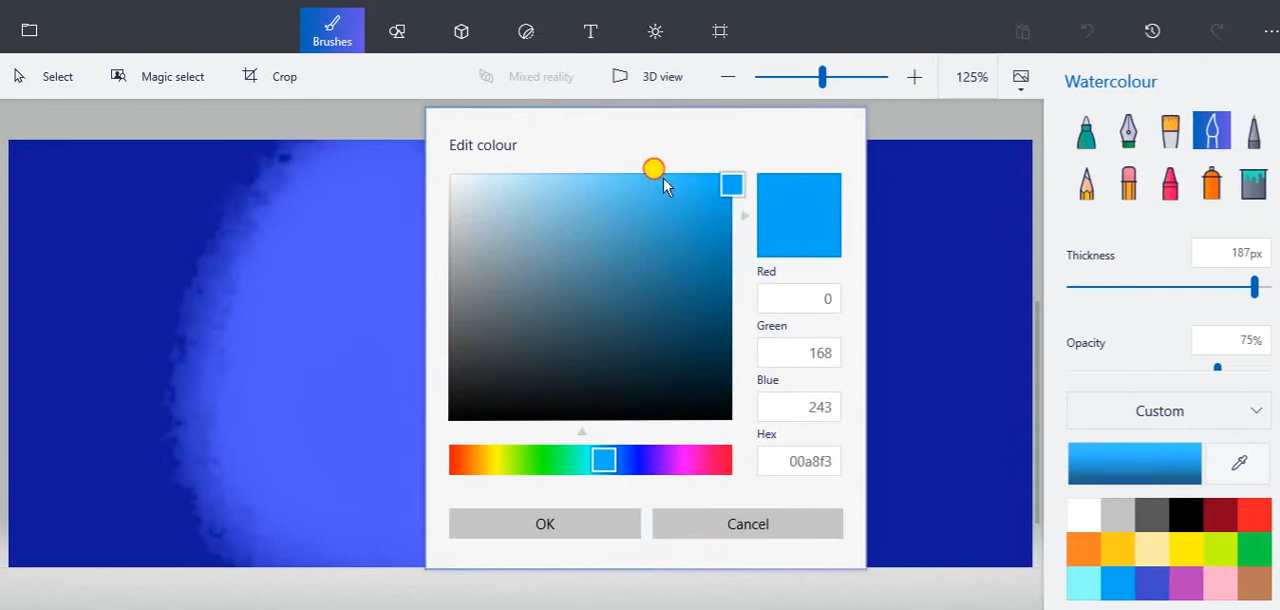 Brushes
T
Select
Magic select
Crop
Mixed reality
3D view
125%
Watercolour
Edit colour
Thickness
187px
Red
0
Green
168
Opacity
75%
Blue
243
Custom
Hex
00a8f3
OK
Cancel